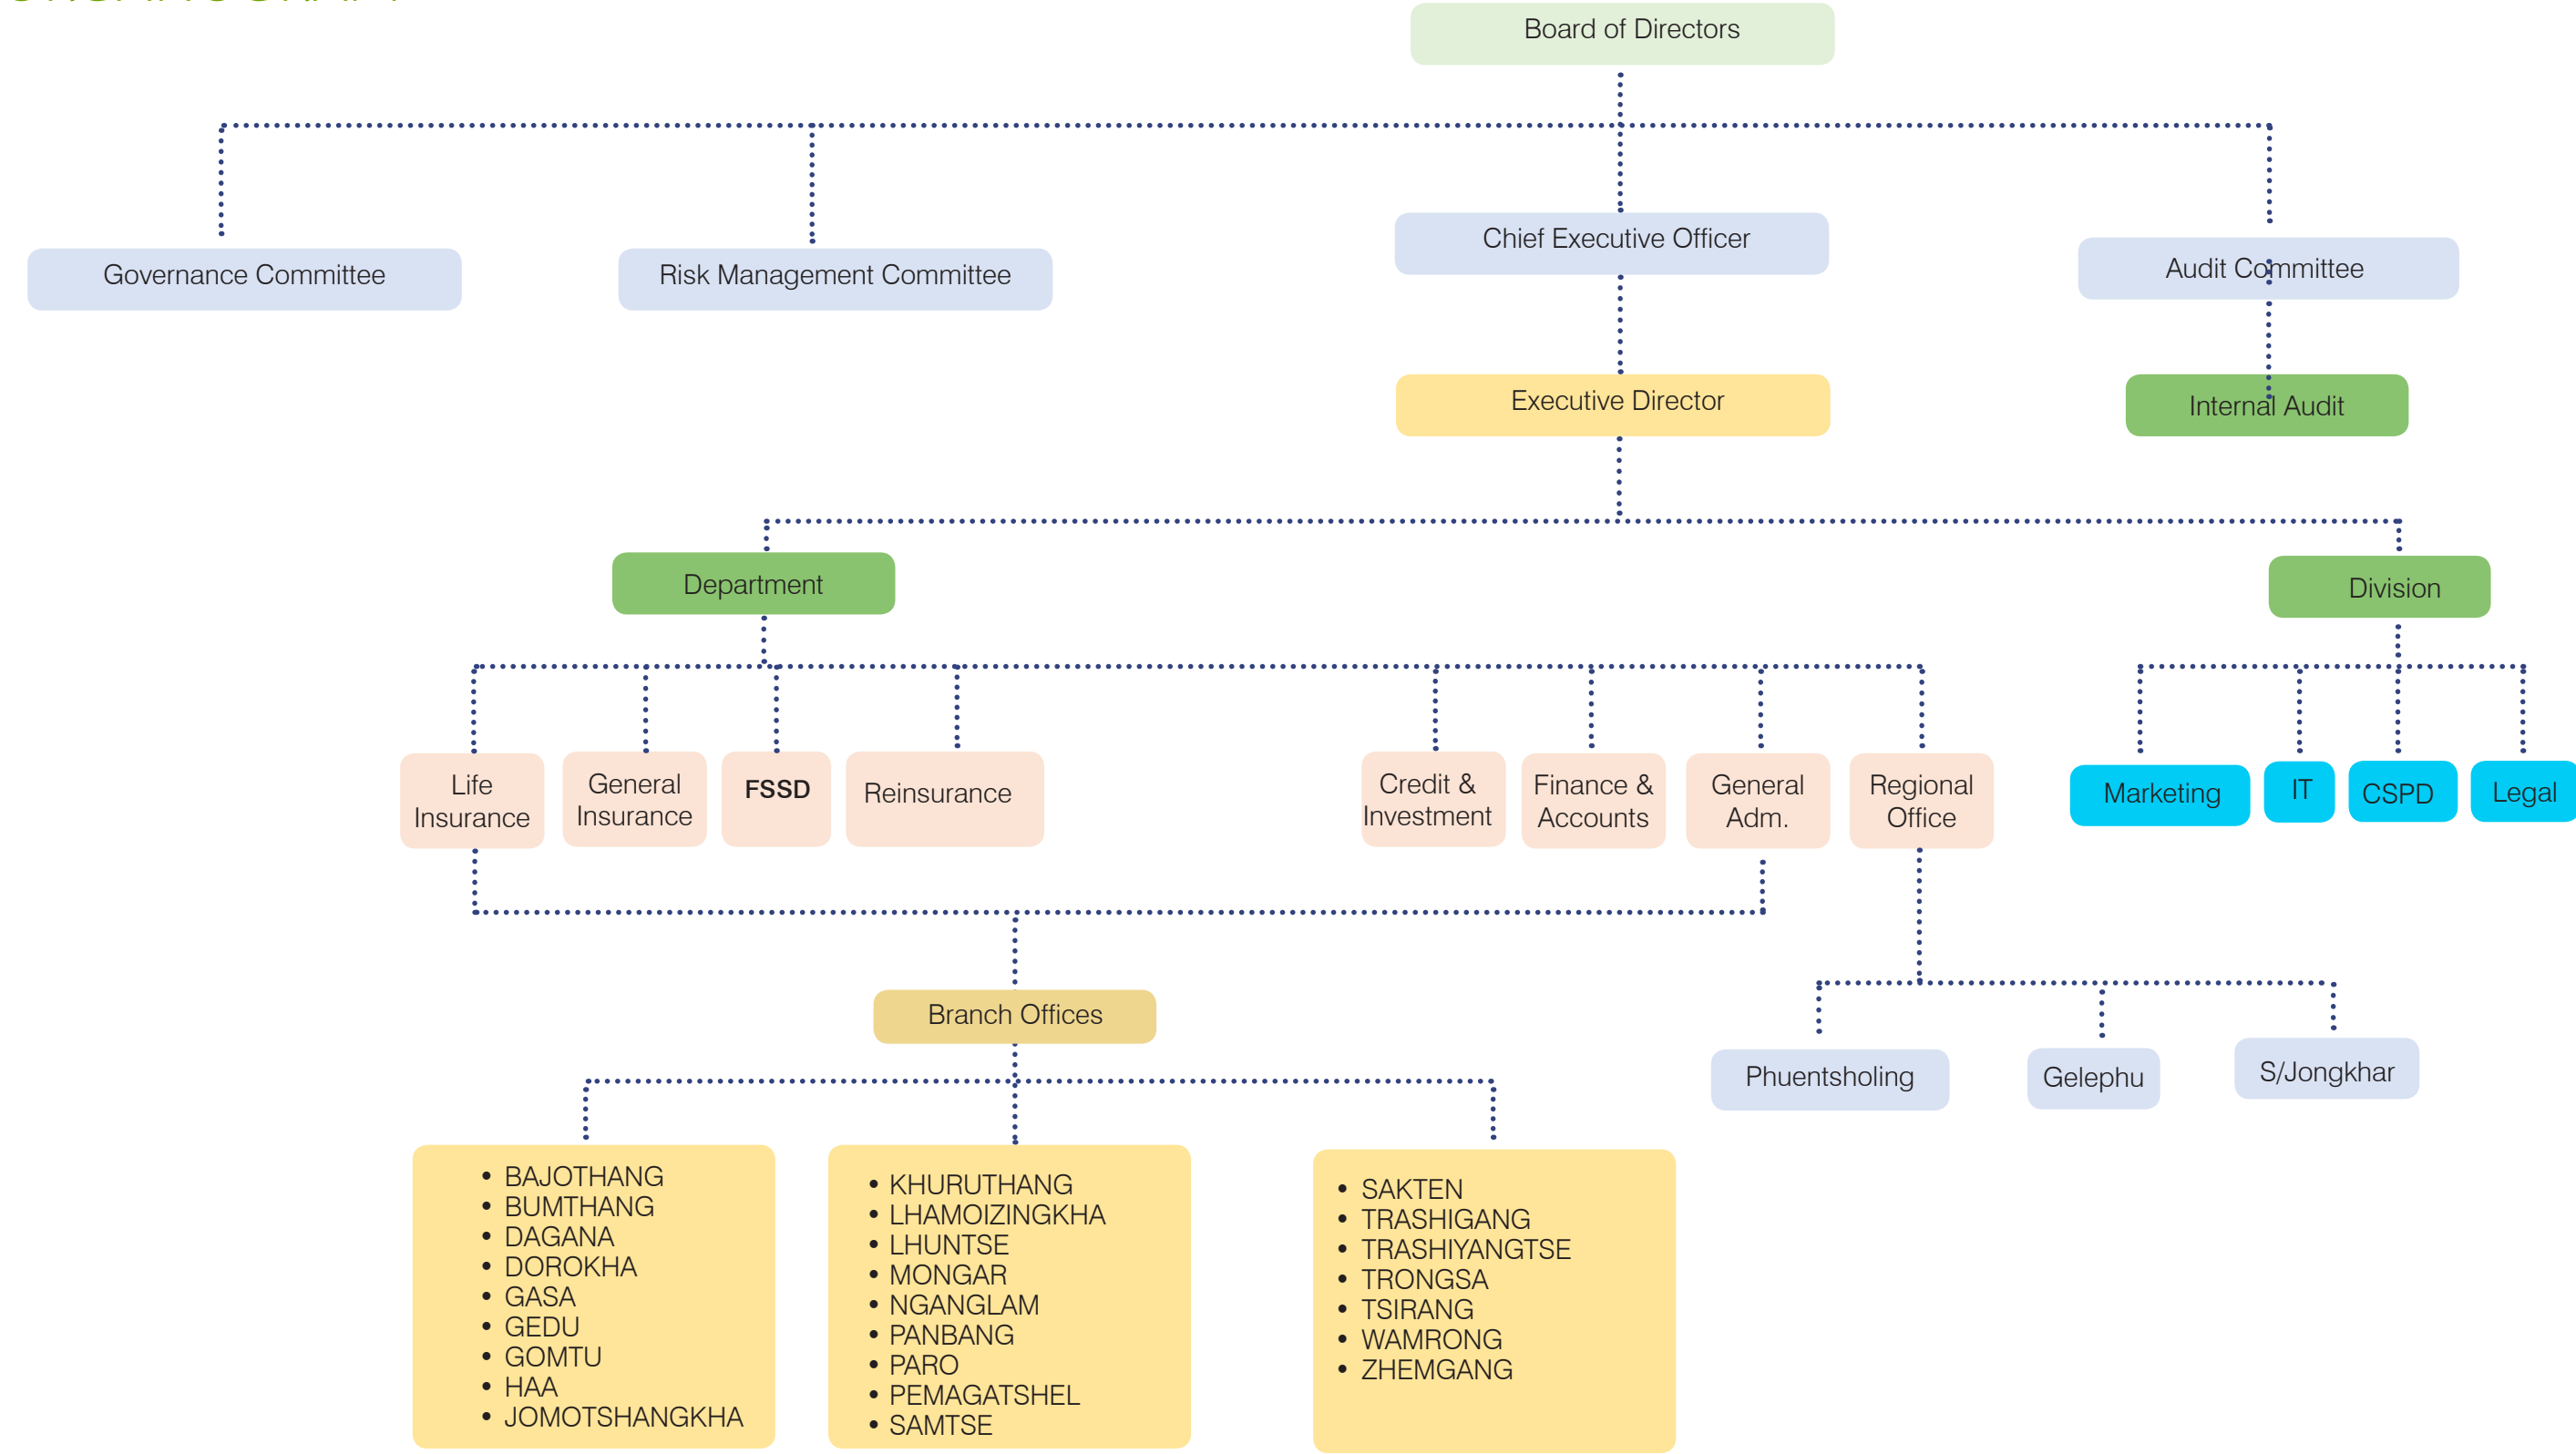 Board of Directors
Governance Committee
Risk Management Committee
Chief Executive Officer
Audit Committee
Executive Director
Internal Audit
Department
Division
Life
Insurance
General
Insurance
FSSD
Reinsurance
Credit &
Investment
Finance &
Accounts
General
Adm.
Regional
Office
Marketing
IT
CSPD
Legal
Branch Offices
Phuentsholing
Gelephu
S/Jongkhar
• BAJOTHANG
• BUMTHANG
• DAGANA
• DOROKHA
• GASA
• GEDU
• GOMTU
• HAA
• JOMOTSHANGKHA
• KHURUTHANG
• LHAMOIZINGKHA
• LHUNTSE
• MONGAR
• NGANGLAM
• PANBANG
• PARO
• PEMAGATSHEL
• SAMTSE
• SAKTEN
• TRASHIGANG
• TRASHIYANGTSE
• TRONGSA
• TSIRANG
• WAMRONG
• ZHEMGANG